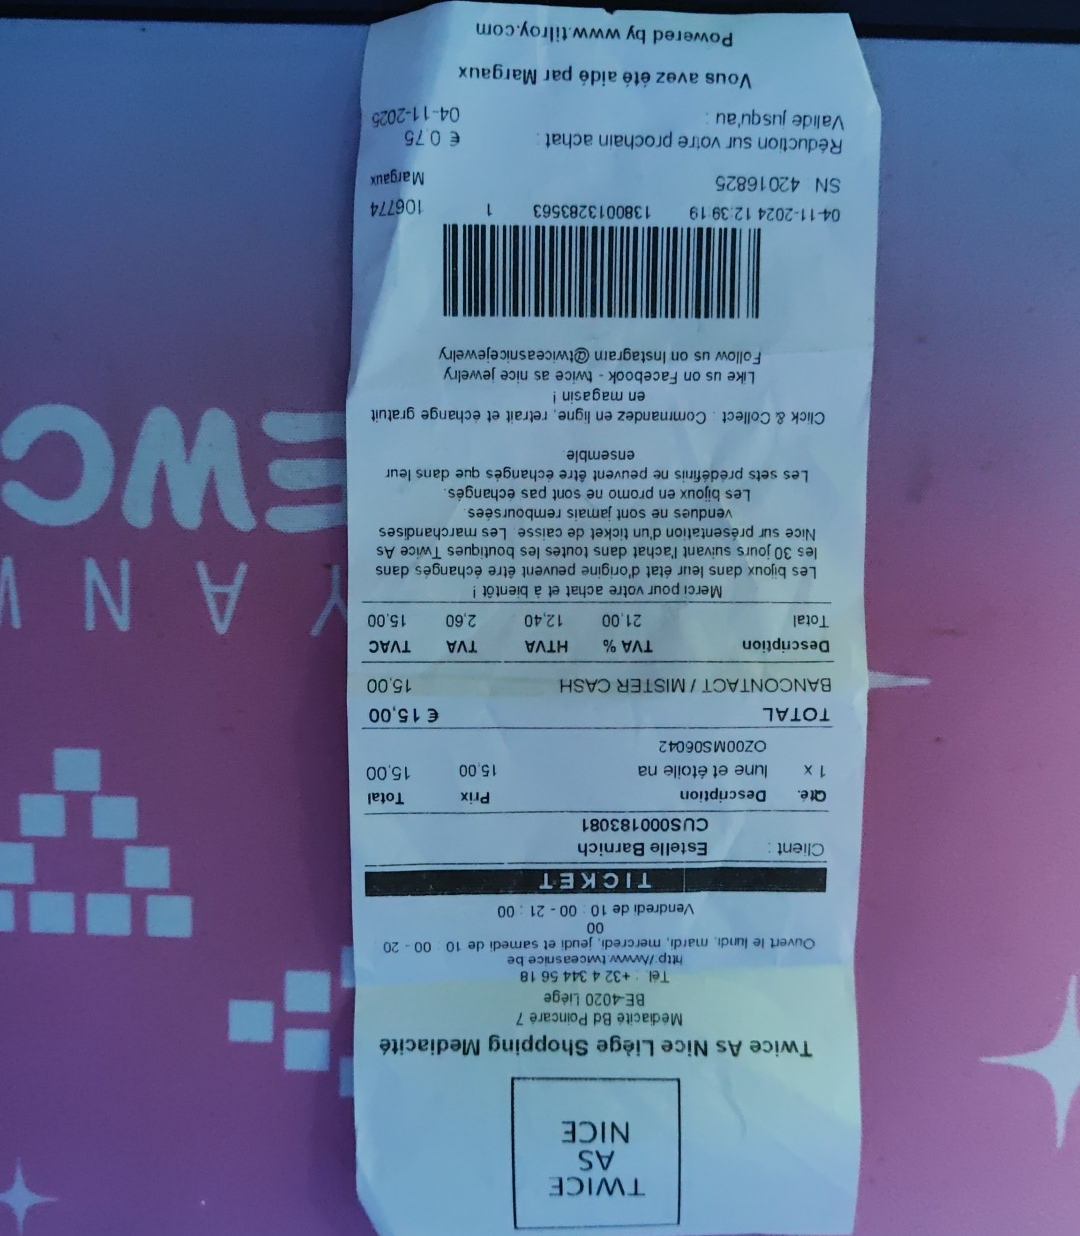 TWICE
AS
NICE
Twice As Nice Liège Shopping Mediacité
Médiacité Bd Poincaré 7
BE-4020 Liège
Tél : +32 4 344 56 18
http://www.twiceasnice.be
Ouvert le lundi, mardi, mercredi, jeudi et samedi de 10 : 00 - 20 :
00
Vendredi de 10 : 00 - 21 : 00
TICKET
Client : Estelle Barnich
CUS000183081
Qté. Description Prix Total
1 x lune et étoile na 15,00 15,00
OZ00MS06042
TOTAL € 15,00
BANCONTACT / MISTER CASH 15,00
Description TVA % HTVA TVA TVAC
Total 21,00 12,40 2,60 15,00
Merci pour votre achat et à bientôt !
Les bijoux dans leur état d'origine peuvent être échangés dans
les 30 jours suivant l'achat dans toutes les boutiques Twice As
Nice sur présentation d'un ticket de caisse. Les marchandises
vendues ne sont jamais remboursées.
Les bijoux en promo ne sont pas échangés.
Les sets prédéfinis ne peuvent être échangés que dans leur
ensemble.
Click & Collect : Commandez en ligne, retrait et échange gratuit
en magasin !
Like us on Facebook - twice as nice jewelry
Follow us on Instagram @twiceasnicejewelry
04-11-2024 12:39:19 1380013283563 1 106774
SN 42016825 Margaux
Réduction sur votre prochain achat : € 0,75
Valide jusqu'au : 04-11-2025
Vous avez été aidé par Margaux
Powered by www.tilroy.com